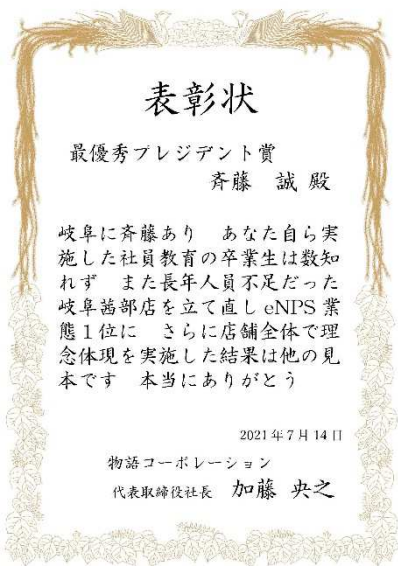 表彰状
最優秀プレジデント賞
斉藤 誠 殿
岐阜に斉藤あり あなた自ら実
施した社員教育の卒業生は数知
れず また長年人員不足だった
岐阜茜部店を立て直し eNPS 業
態1位に さらに店舗全体で理
念体現を実施した結果は他の見
本です 本当にありがとう
2021年7月14日
物語コーポレーション
代表取締役社長 加藤 央之